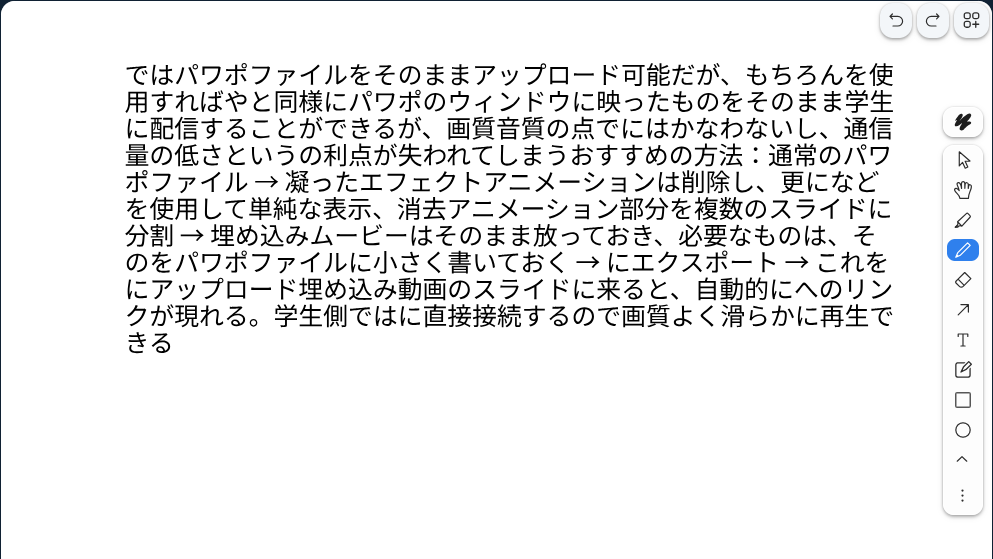 ではパワポファイルをそのままアップロード可能だが、もちろんを使
用すればやと同様にパワポのウィンドウに映ったものをそのまま学生
に配信することができるが、画質音質の点でにはかなわないし、通信
量の低さというの利点が失われてしまうおすすめの方法：通常のパワ
ポファイル → 凝ったエフェクトアニメーションは削除し、更になど
を使用して単純な表示、消去アニメーション部分を複数のスライドに
分割 → 埋め込みムービーはそのまま放っておき、必要なものは、そ
のをパワポファイルに小さく書いておく → にエクスポート → これを
にアップロード埋め込み動画のスライドに来ると、自動的にへのリン
クが現れる。学生側ではに直接接続するので画質よく滑らかに再生で
きる
T